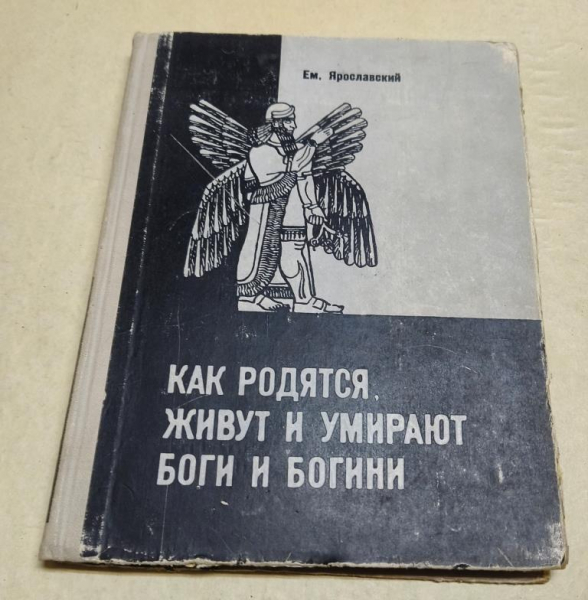 Ем. Ярославский
КАК РОДЯТСЯ,
ЖИВУТ И УМИРАЮТ
БОГИ И БОГИНИ